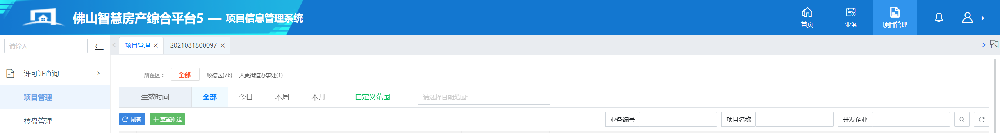 佛山智慧房产综合平台5 — 项目信息管理系统
首页
业务
项目管理
请输入...
项目管理
2021081800097
许可证查询
项目管理
楼盘管理
所在区：
全部
顺德区(76)
大良街道办事处(1)
生效时间
全部
今日
本周
本月
自定义范围
请选择日期范围:
刷新
重置推送
业务编号
项目名称
开发企业